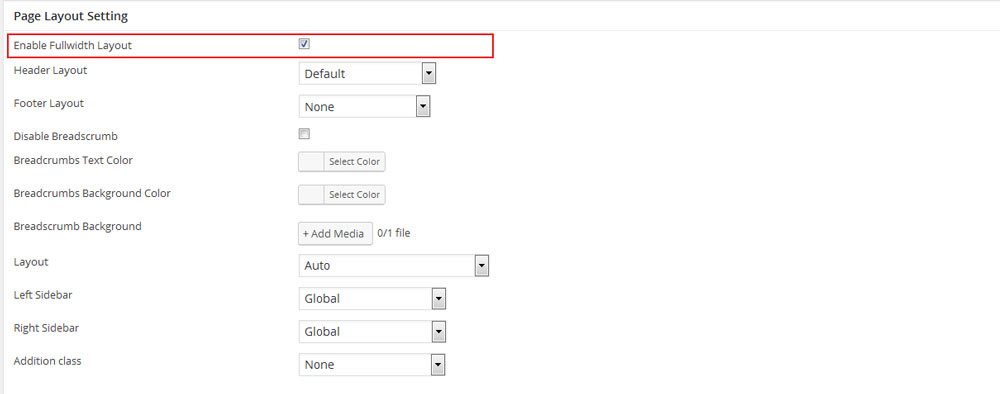 Page Layout Setting
Enable Fullwidth Layout
Header Layout Default
Footer Layout None
Disable Breadscrumb
Breadcrumbs Text Color Select Color
Breadcrumbs Background Color Select Color
Breadscrumb Background + Add Media 0/1 file
Layout Auto
Left Sidebar Global
Right Sidebar Global
Addition class None